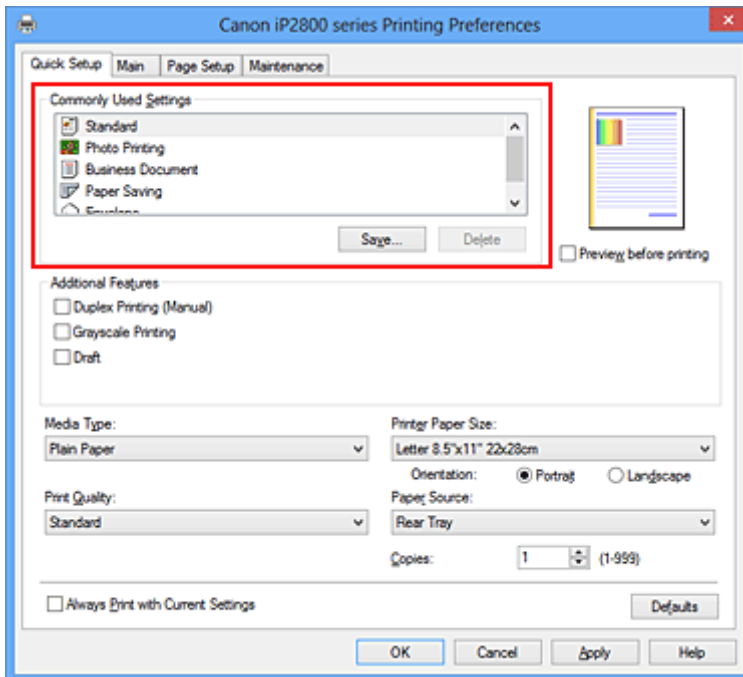 Canon iP2800 series Printing Preferences
Quick Setup Main Page Setup Maintenance
Commonly Used Settings
Standard
Photo Printing
Business Document
Paper Saving
Envelope
Save... Delete
Preview before printing
Additional Features
Duplex Printing (Manual)
Grayscale Printing
Draft
Media Type: Printer Paper Size:
Plain Paper Letter 8.5"x11" 22x28cm
Orientation: Portrait Landscape
Print Quality: Paper Source:
Standard Rear Tray
Copies: 1 (1-999)
Always Print with Current Settings Defaults
OK Cancel Apply Help